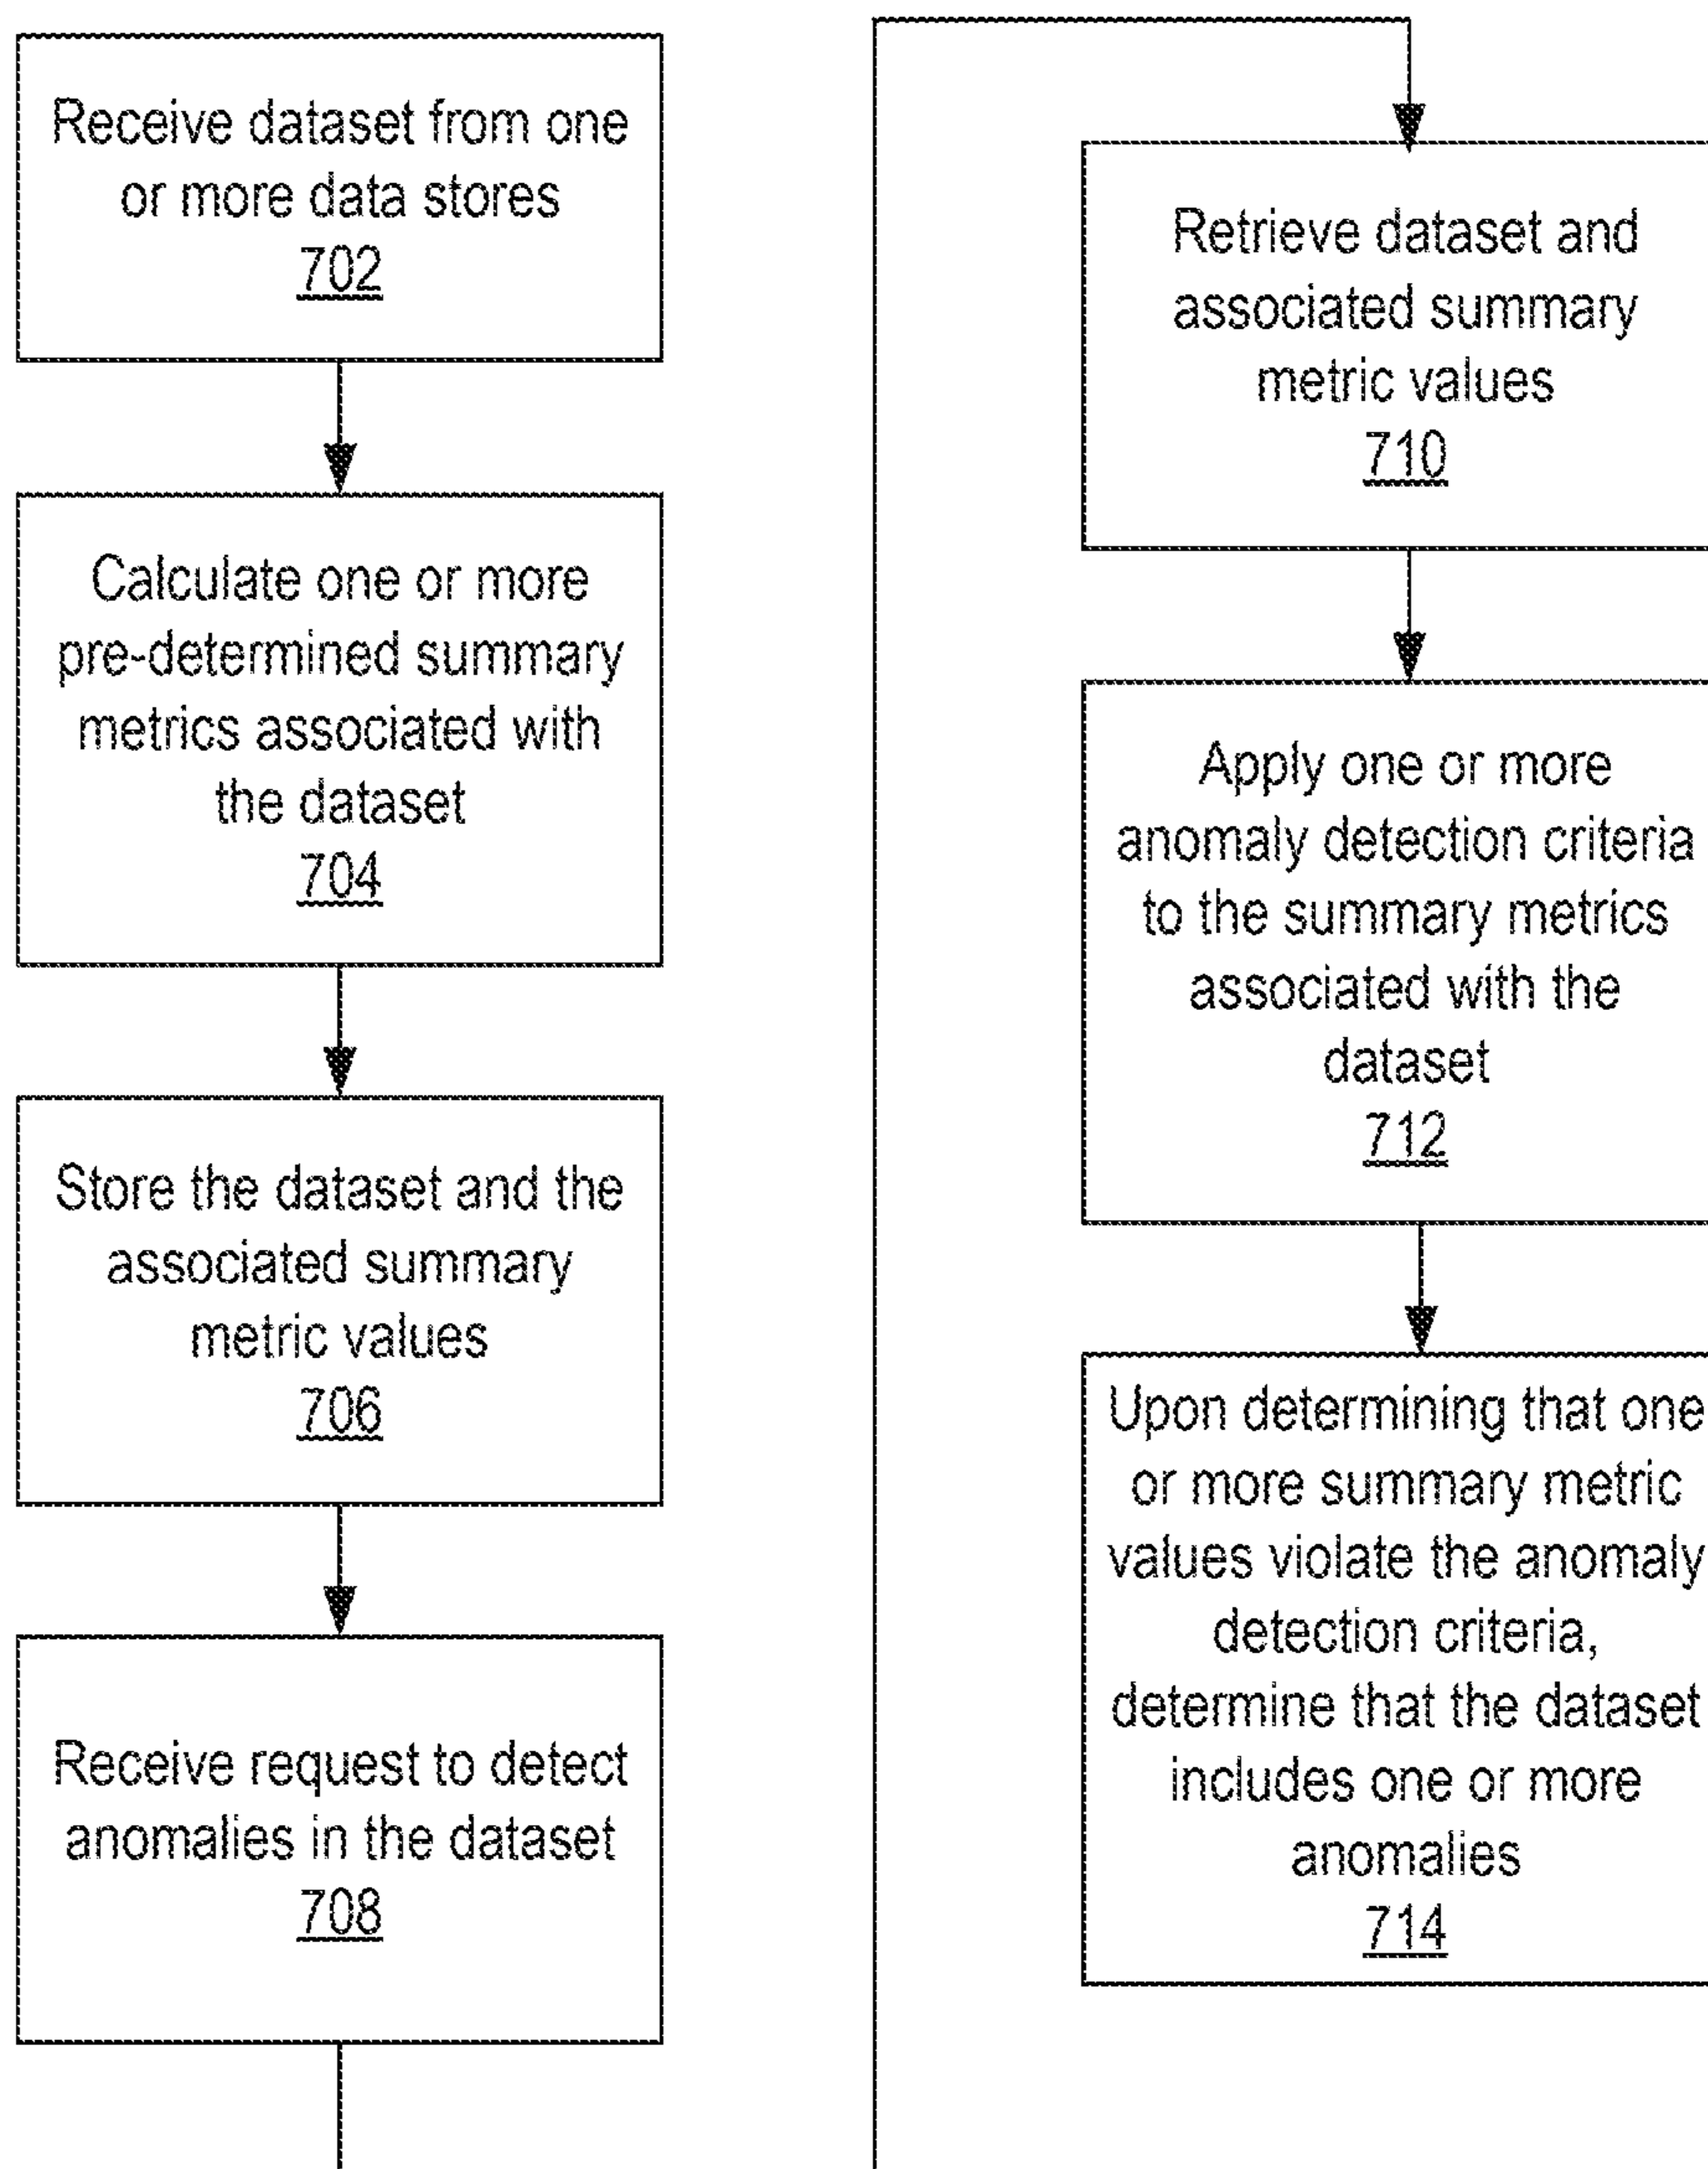 Receive dataset from one
or more data stores
702
Calculate one or more
pre-determined summary
metrics associated with
the dataset
704
Store the dataset and the
associated summary
metric values
706
Receive request to detect
anomalies in the dataset
708
Retrieve dataset and
associated summary
metric values
710
Apply one or more
anomaly detection criteria
to the summary metrics
associated with the
dataset
712
Upon determining that one
or more summary metric
values violate the anomaly
detection criteria,
determine that the dataset
includes one or more
anomalies
714